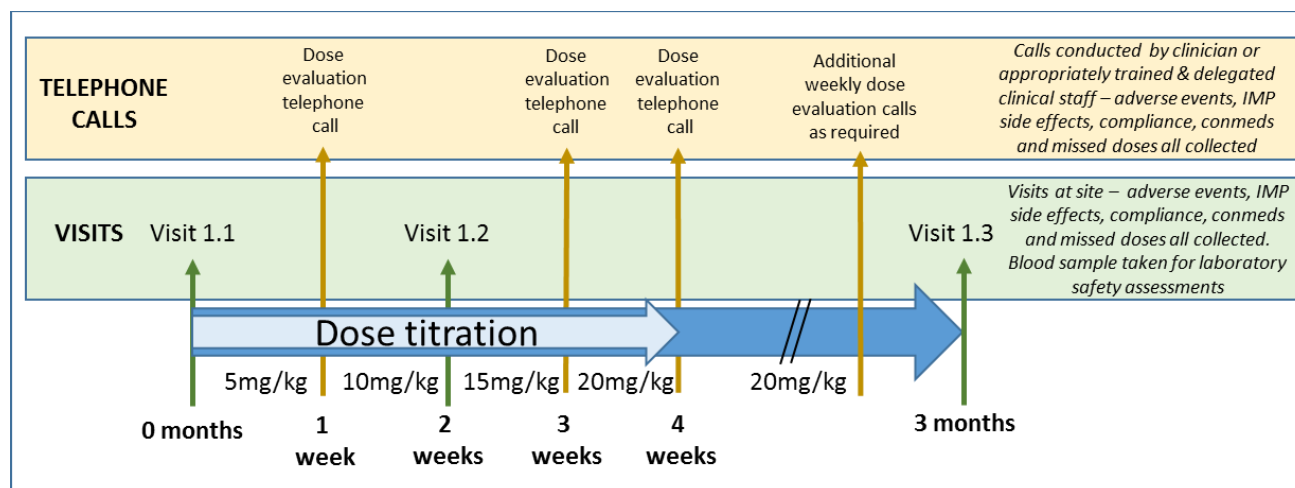 TELEPHONE
CALLS
Dose
evaluation
telephone
call
Dose
evaluation
telephone
call
Dose
evaluation
telephone
call
Additional
weekly dose
evaluation calls
as required
Calls conducted by clinician or
appropriately trained & delegated
clinical staff – adverse events, IMP
side effects, compliance, conmeds
and missed doses all collected
VISITS
Visit 1.1
Visit 1.2
Visit 1.3
Visits at site – adverse events, IMP
side effects, compliance, conmeds
and missed doses all collected.
Blood sample taken for laboratory
safety assessments
Dose titration
5mg/kg
10mg/kg
15mg/kg
20mg/kg
20mg/kg
0 months
1
week
2
weeks
3
weeks
4
weeks
3 months